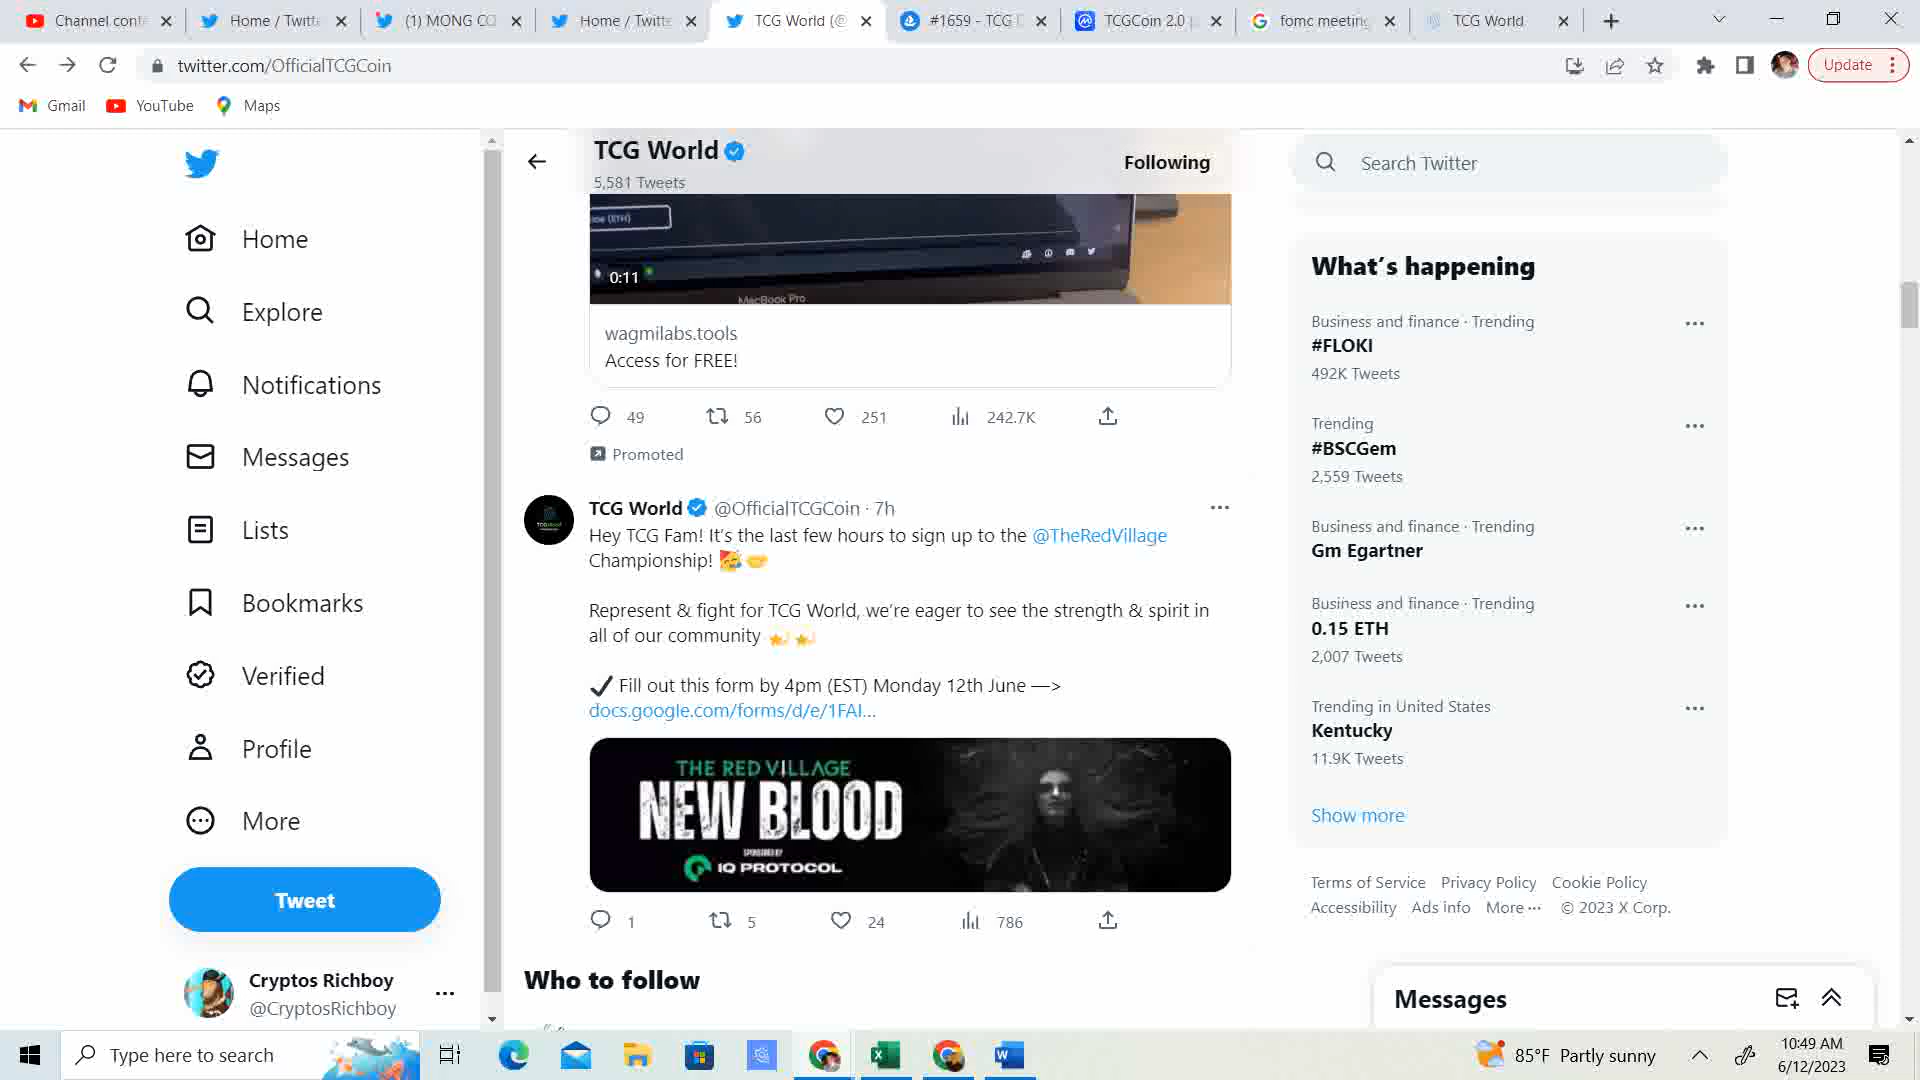 Channel cont
Home / Twitte
(1) MONG CO
Home / Twitte
TCG World (@
#1659 - TCG
TCGCoin 2.0
fomc meeting
TCG World
twitter.com/OfficialTCGCoin
Update
Gmail
YouTube
Maps
TCG World
5,581 Tweets
Following
Search Twitter
Home
Explore
Notifications
Messages
Lists
Bookmarks
Verified
Profile
More
Tweet
Cryptos Richboy
@CryptosRichboy
(ETH)
0:11
MacBook Pro
wagmilabs.tools
Access for FREE!
49 56 251 242.7K
Promoted
TCG World @OfficialTCGCoin · 7h
Hey TCG Fam! It's the last few hours to sign up to the @TheRedVillage
Championship! 🥳🤝
Represent & fight for TCG World, we're eager to see the strength & spirit in
all of our community 💫💫
✔️ Fill out this form by 4pm (EST) Monday 12th June —>
docs.google.com/forms/d/e/1FAI…
THE RED VILLAGE
NEW BLOOD
SPONSORED BY
IQ PROTOCOL
1 5 24 786
Who to follow
What's happening
Business and finance · Trending
#FLOKI
492K Tweets
Trending
#BSCGem
2,559 Tweets
Business and finance · Trending
Gm Egartner
Business and finance · Trending
0.15 ETH
2,007 Tweets
Trending in United States
Kentucky
11.9K Tweets
Show more
Terms of Service Privacy Policy Cookie Policy
Accessibility Ads info More ··· © 2023 X Corp.
Messages
Type here to search
85°F Partly sunny
10:49 AM
6/12/2023